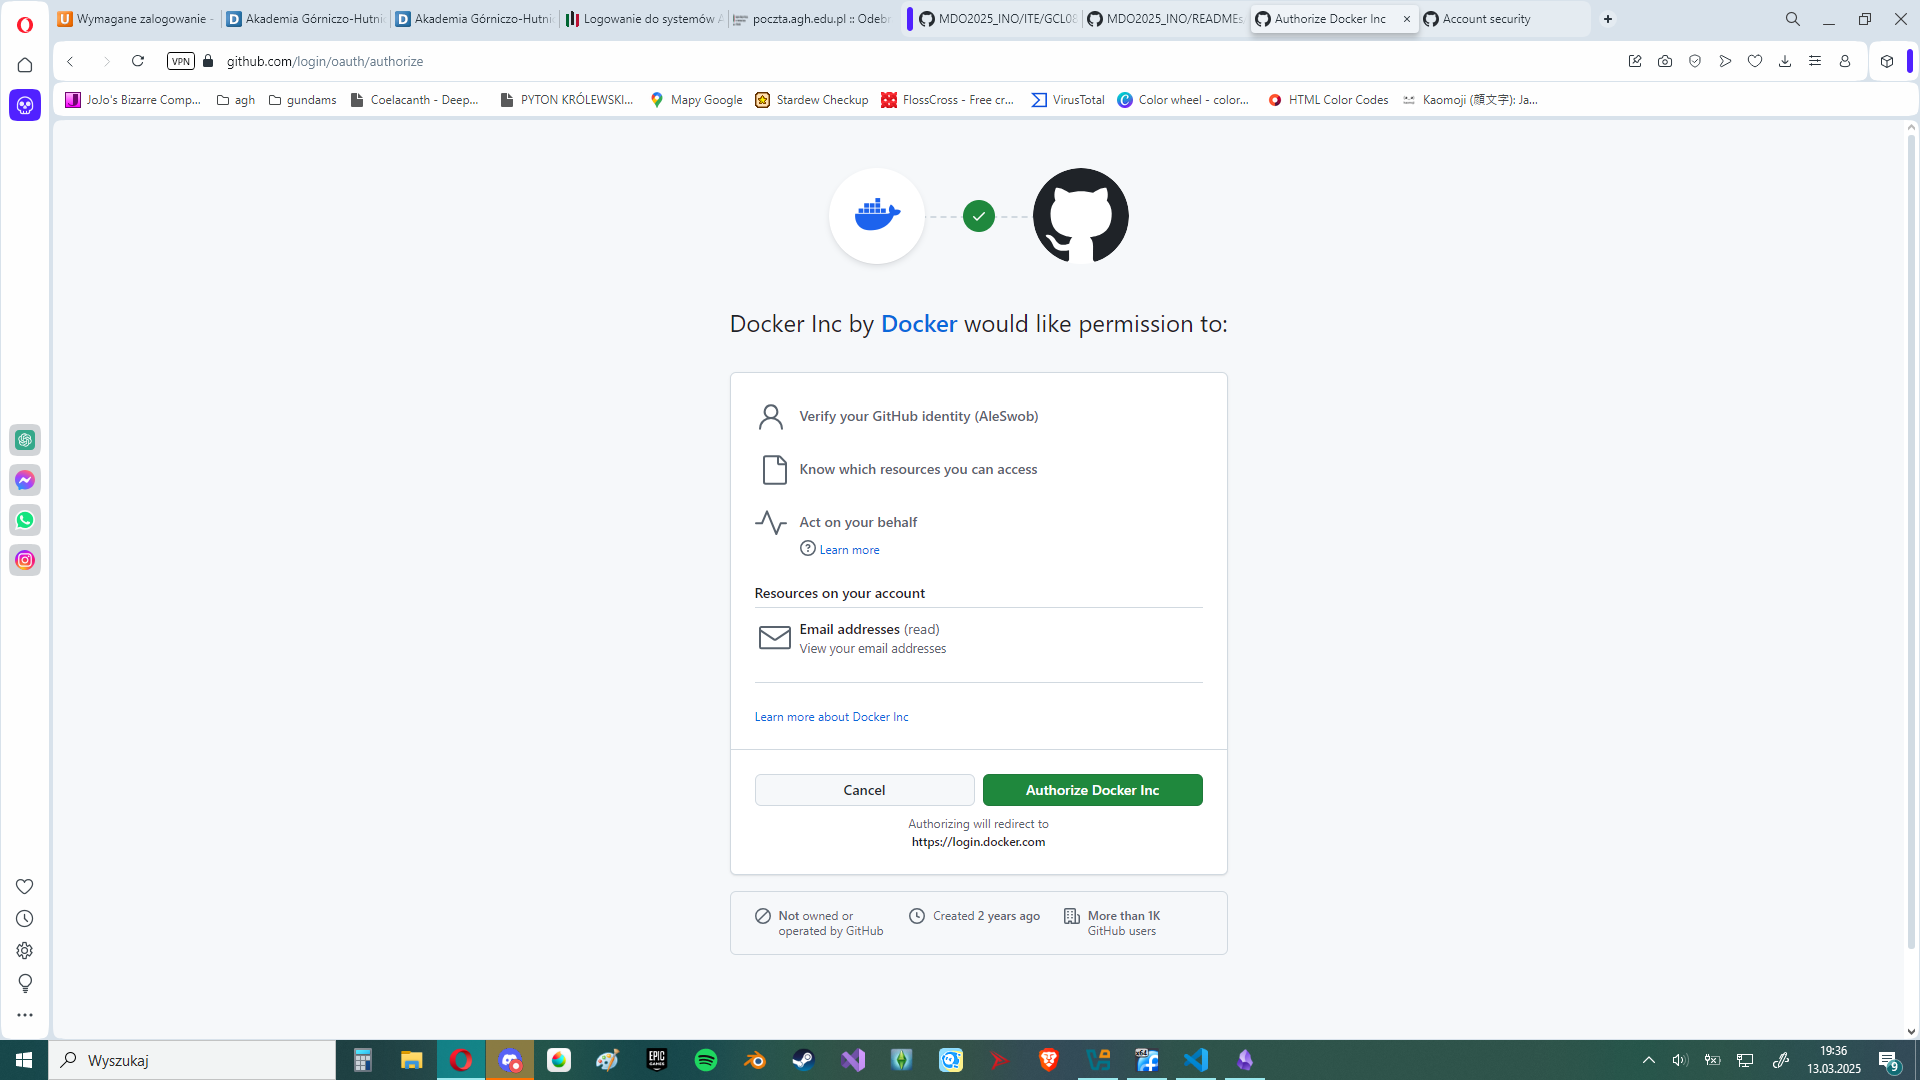 Wymagane zalogowanie -
Akademia Górniczo-Hutni
Akademia Górniczo-Hutni
Logowanie do systemów A
poczta.agh.edu.pl :: Odebr
MDO2025_INO/ITE/GCL08
MDO2025_INO/READMEs
Authorize Docker Inc
Account security
VPN
github.com/login/oauth/authorize
JoJo's Bizarre Comp...
agh
gundams
Coelacanth - Deep...
PYTON KRÓLEWSKI...
Mapy Google
Stardew Checkup
FlossCross - Free cr...
VirusTotal
Color wheel - color...
HTML Color Codes
Kaomoji (顔文字): Ja...
Docker Inc by Docker would like permission to:
Verify your GitHub identity (AleSwob)
Know which resources you can access
Act on your behalf
Learn more
Resources on your account
Email addresses (read)
View your email addresses
Learn more about Docker Inc
Cancel
Authorize Docker Inc
Authorizing will redirect to
https://login.docker.com
Not owned or
operated by GitHub
Created 2 years ago
More than 1K
GitHub users
Wyszukaj
EPIC
GAMES
x64
19:36
13.03.2025
9